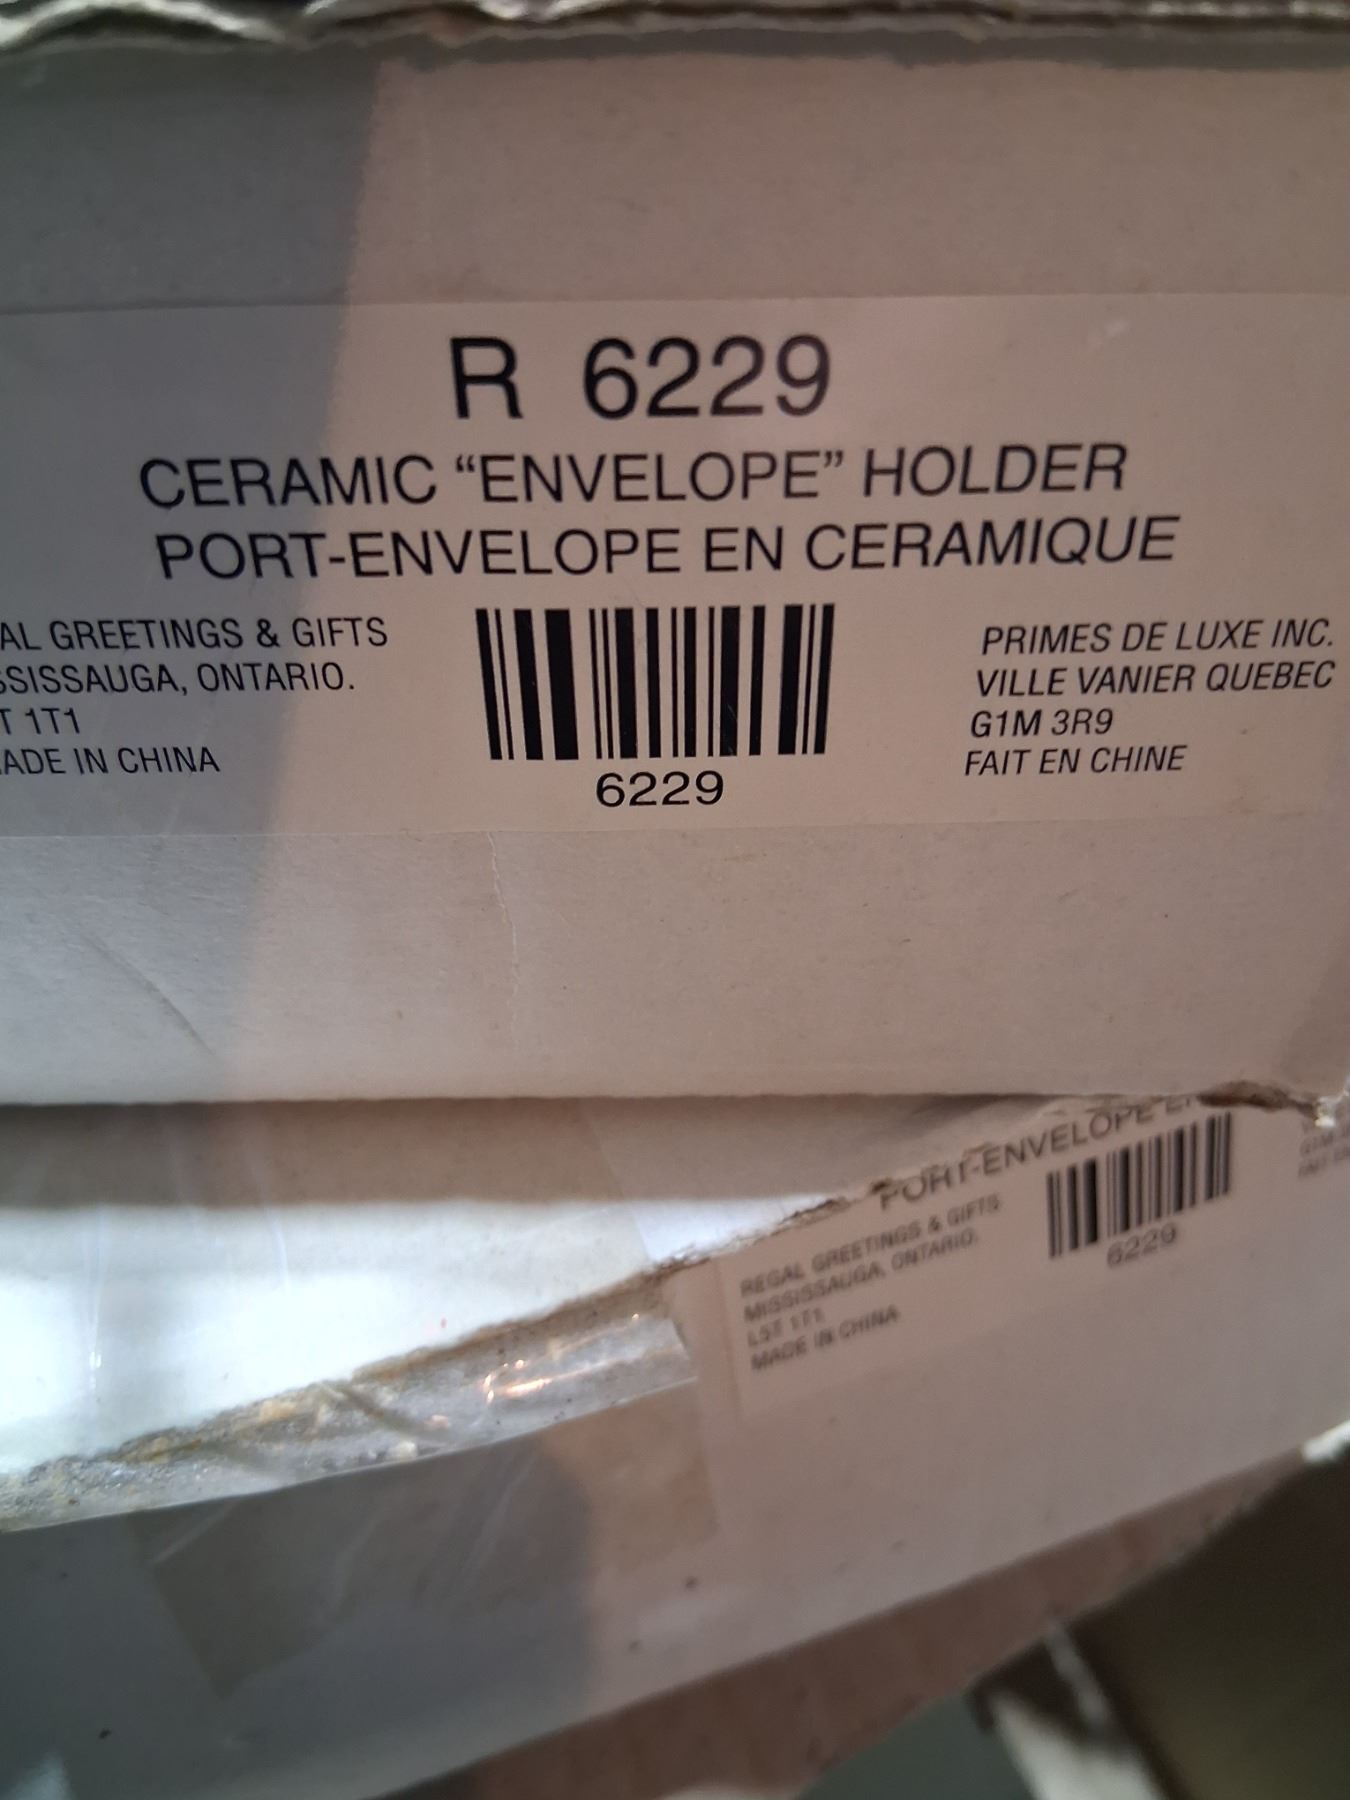 R 6229
CERAMIC “ENVELOPE” HOLDER
PORT-ENVELOPE EN CERAMIQUE
AL GREETINGS & GIFTS
SSISSAUGA, ONTARIO.
T 1T1
ADE IN CHINA
6229
PRIMES DE LUXE INC.
VILLE VANIER QUEBEC
G1M 3R9
FAIT EN CHINE
PORT-ENVELOPE
REGAL GREETINGS & GIFTS
MISSISSAUGA, ONTARIO.
L5T 1T1
MADE IN CHINA
6229